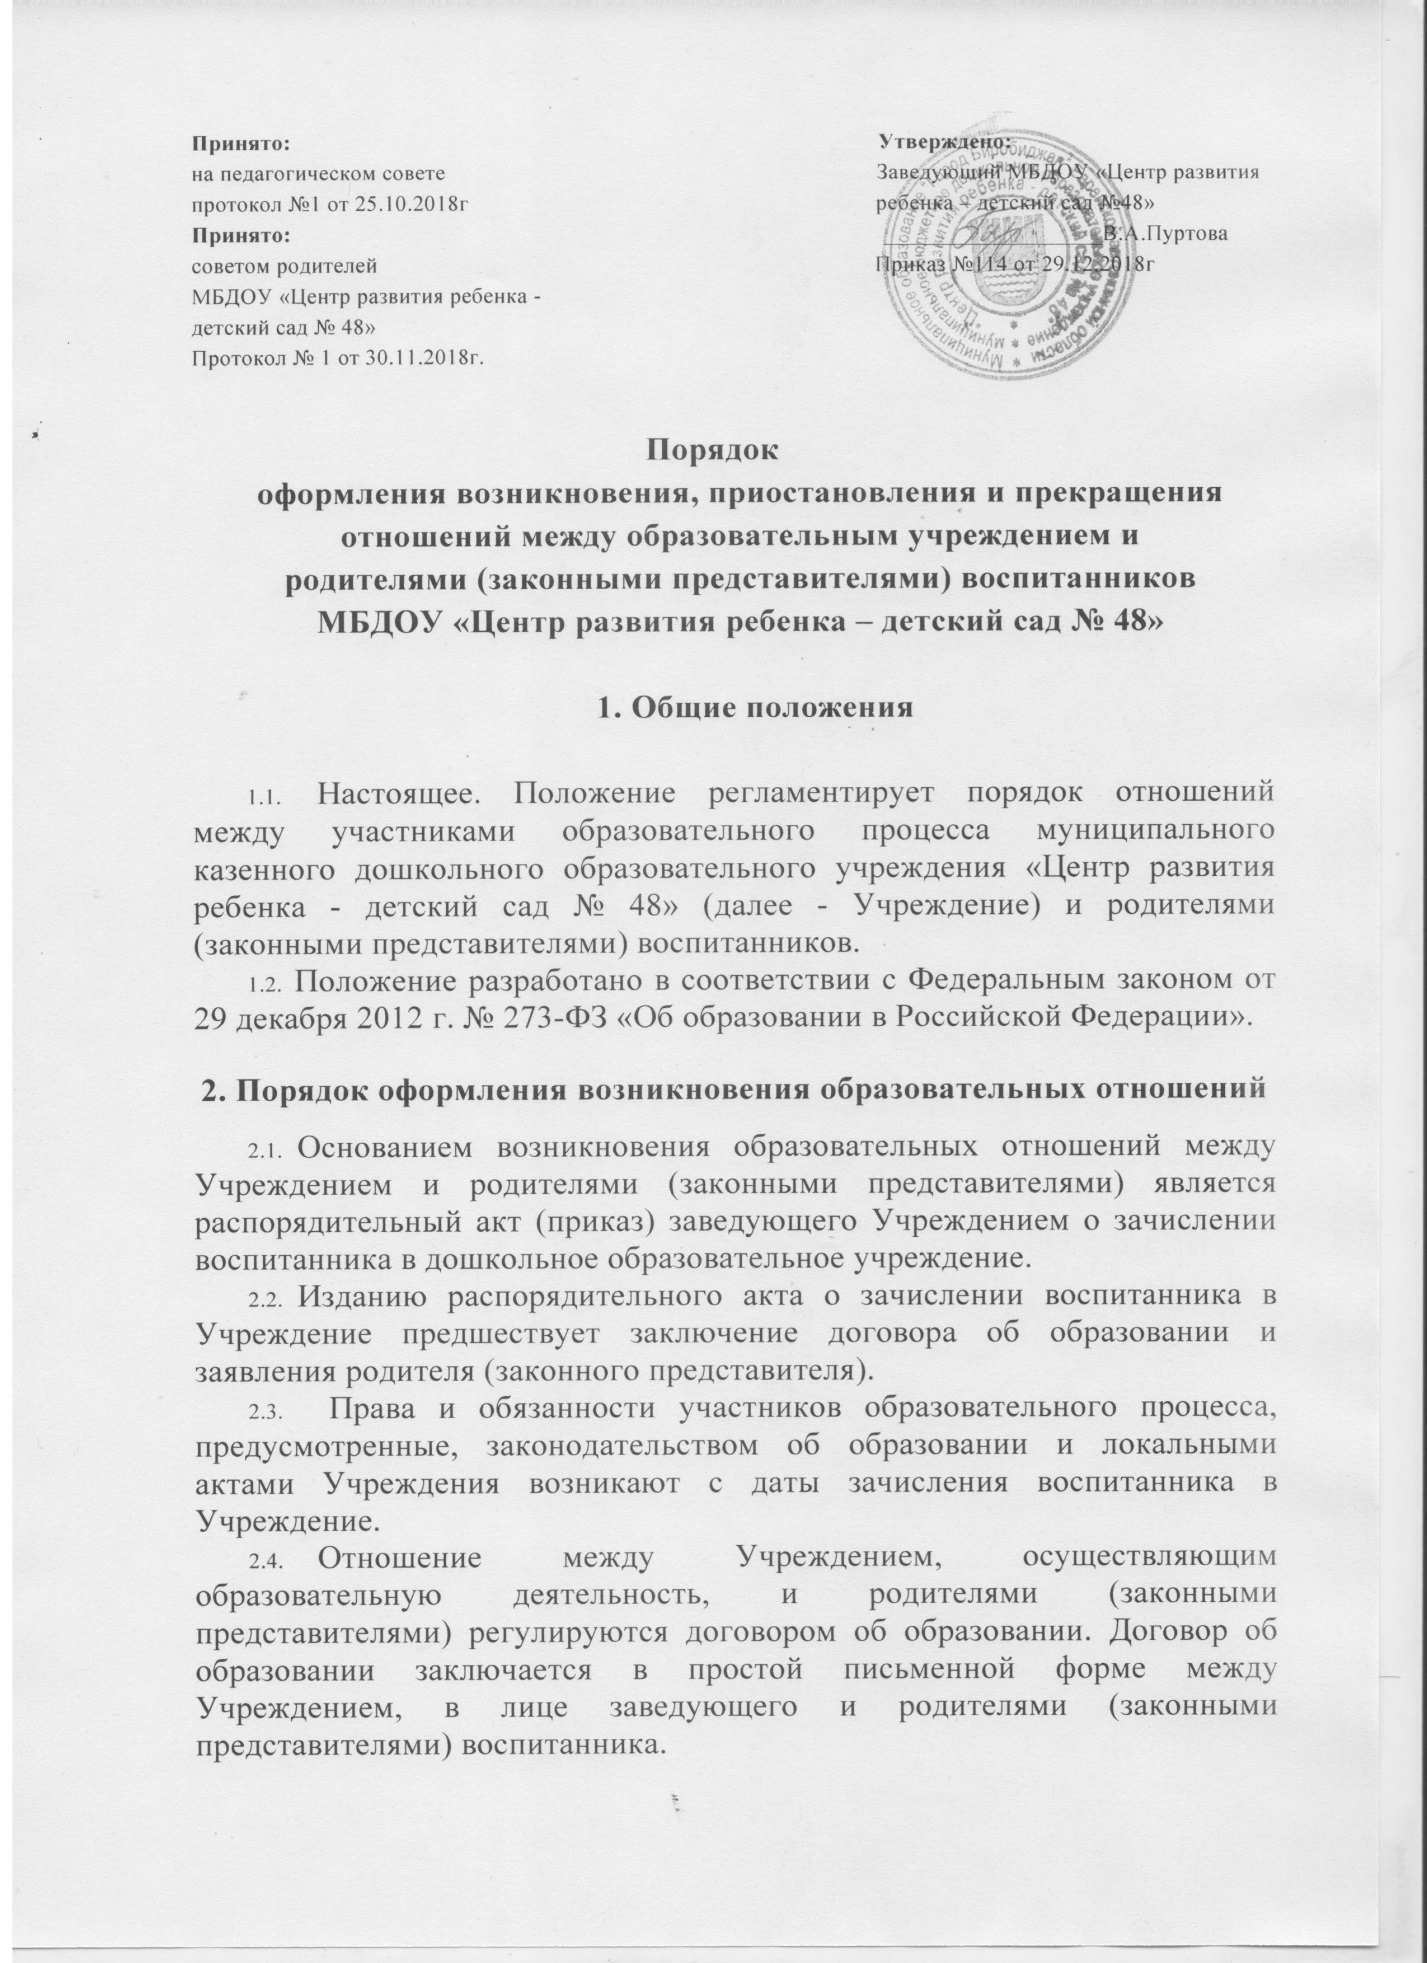 Принято:
на педагогическом совете
протокол №1 от 25.10.2018г
Принято:
советом родителей
МБДОУ «Центр развития ребенка -
детский сад № 48»
Протокол № 1 от 30.11.2018г.
Утверждено:
Заведующий МБДОУ «Центр развития
ребенка – детский сад №48»
В.А.Пуртова
Приказ №114 от 29.12.2018г
Порядок
оформления возникновения, приостановления и прекращения
отношений между образовательным учреждением и
родителями (законными представителями) воспитанников
МБДОУ «Центр развития ребенка – детский сад № 48»
1. Общие положения
1.1. Настоящее. Положение регламентирует порядок отношений
между участниками образовательного процесса муниципального
казенного дошкольного образовательного учреждения «Центр развития
ребенка - детский сад № 48» (далее - Учреждение) и родителями
(законными представителями) воспитанников.
1.2. Положение разработано в соответствии с Федеральным законом от
29 декабря 2012 г. № 273-ФЗ «Об образовании в Российской Федерации».
2. Порядок оформления возникновения образовательных отношений
2.1. Основанием возникновения образовательных отношений между
Учреждением и родителями (законными представителями) является
распорядительный акт (приказ) заведующего Учреждением о зачислении
воспитанника в дошкольное образовательное учреждение.
2.2. Изданию распорядительного акта о зачислении воспитанника в
Учреждение предшествует заключение договора об образовании и
заявления родителя (законного представителя).
2.3. Права и обязанности участников образовательного процесса,
предусмотренные, законодательством об образовании и локальными
актами Учреждения возникают с даты зачисления воспитанника в
Учреждение.
2.4. Отношение между Учреждением, осуществляющим
образовательную деятельность, и родителями (законными
представителями) регулируются договором об образовании. Договор об
образовании заключается в простой письменной форме между
Учреждением, в лице заведующего и родителями (законными
представителями) воспитанника.